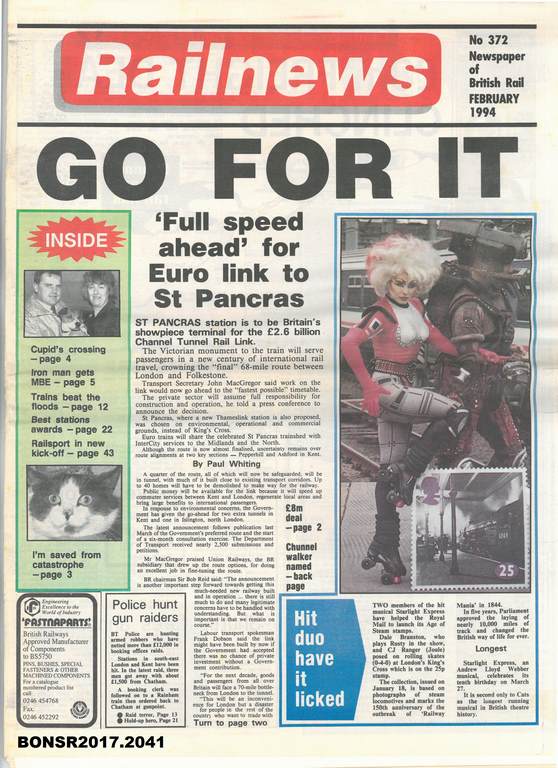 Railnews
No 372
Newspaper
of
British Rail
FEBRUARY
1994
GO FOR IT
INSIDE
Cupid's crossing
– page 4
Iron man gets
MBE – page 5
Trains beat the
floods – page 12
Best stations
awards – page 22
Railsport in new
kick-off – page 43
I'm saved from
catastrophe
– page 3
'Full speed
ahead' for
Euro link to
St Pancras
ST PANCRAS station is to be Britain's
showpiece terminal for the £2.6 billion
Channel Tunnel Rail Link.
The Victorian monument to the train will serve
passengers in a new century of international rail
travel, crowning the "final" 68-mile route between
London and Folkestone.
Transport Secretary John MacGregor said work on the
link would now go ahead to the "fastest possible" timetable.
The private sector will assume full responsibility for
construction and operation, he told a press conference to
announce the decision.
St Pancras, where a new Thameslink station is also proposed,
was chosen on environmental, operational and commercial
grounds, instead of King's Cross.
Euro trains will share the celebrated St Pancras trainshed with
InterCity services to the Midlands and the North.
Although the route is now almost finalised, uncertainty remains over
route alignments at two key sections – Pepperhill and Ashford in Kent.
By Paul Whiting
A quarter of the route, all of which will now be safeguarded, will be
in tunnel, with much of it built close to existing transport corridors. Up
to 40 homes will have to be demolished to make way for the railway.
Public money will be available for the link because it will speed up
commuter services between Kent and London, regenerate local areas and
bring large benefits to international passengers.
In response to environmental concerns, the Govern-
ment has given the go-ahead for two extra tunnels in
Kent and one in Islington, north London.
The latest announcement follows publication last
March of the Government's preferred route and the start
of a six-month consultation exercise. The Department
of Transport received nearly 2,500 submissions and
petitions.
Mr MacGregor praised Union Railways, the BR
subsidiary that drew up the route options, for doing
an excellent job in fine-tuning the route.
BR chairman Sir Bob Reid said: "The announcement
is another important step forward towards getting this
much-needed new railway built
and in operation ... there is still
much to do and many legitimate
concerns have to be handled with
understanding. But what is
important is that we remain on
course."
Labour transport spokesman
Frank Dobson said the link
might have been built by now if
the Government had accepted
there was no chance of private
investment without a Govern-
ment contribution.
"For the next decade, goods
and passengers from all over
Britain will face a 70-mile bottle-
neck from London to the tunnel.
"This will be an inconveni-
ence for London but a disaster
for people in the rest of the
country who want to trade with
Turn to page two
£8m
deal
– page 2
Chunnel
walker
named
– back
page
25
Engineering
Excellence to the
World of Industry
'FASTNAPARTS'
British Railways
Approved Manufacturer
of Components
to BS5750
PINS, BUSHES, SPECIAL
FASTENERS & OTHER
MACHINED COMPONENTS
For a catalogue
numbered product list
call
0246 454768
Fax.
0246 452292
Police hunt
gun raiders
BT Police are hunting
armed robbers who have
netted more than £12,000 in
booking offices raids.
Stations in south-east
London and Kent have been
hit. In the latest raid, three
men got away with about
£1,500 from Chatham.
A booking clerk was
followed on to a Rainham
train then ordered back to
Chatham at gunpoint.
Raid terror, Page 13
Hold-up hero, Page 21
Hit
duo
have
it
licked
TWO members of the hit
musical Starlight Express
have helped the Royal
Mail to launch its Age of
Steam stamps.
Dale Branston, who
plays Rusty in the show,
and CJ Ranger (Joule)
posed on rolling skates
(0-4-0) at London's King's
Cross which is on the 25p
stamp.
The collection, issued on
January 18, is based on
photographs of steam
locomotives and marks the
150th anniversary of the
outbreak of 'Railway
Mania' in 1844.
In five years, Parliament
approved the laying of
nearly 10,000 miles of
track and changed the
British way of life for ever.
Longest
Starlight Express, an
Andrew Lloyd Webber
musical, celebrates its
tenth birthday on March
27.
It is second only to Cats
as the longest running
musical in British theatre
history.
BONSR2017.2041